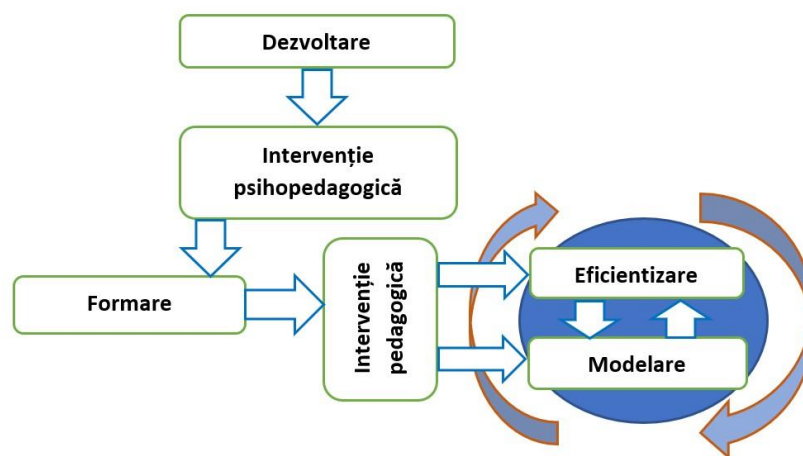 Dezvoltare
Intervenție
psihopedagogică
Formare
Intervenție
pedagogică
Eficientizare
Modelare